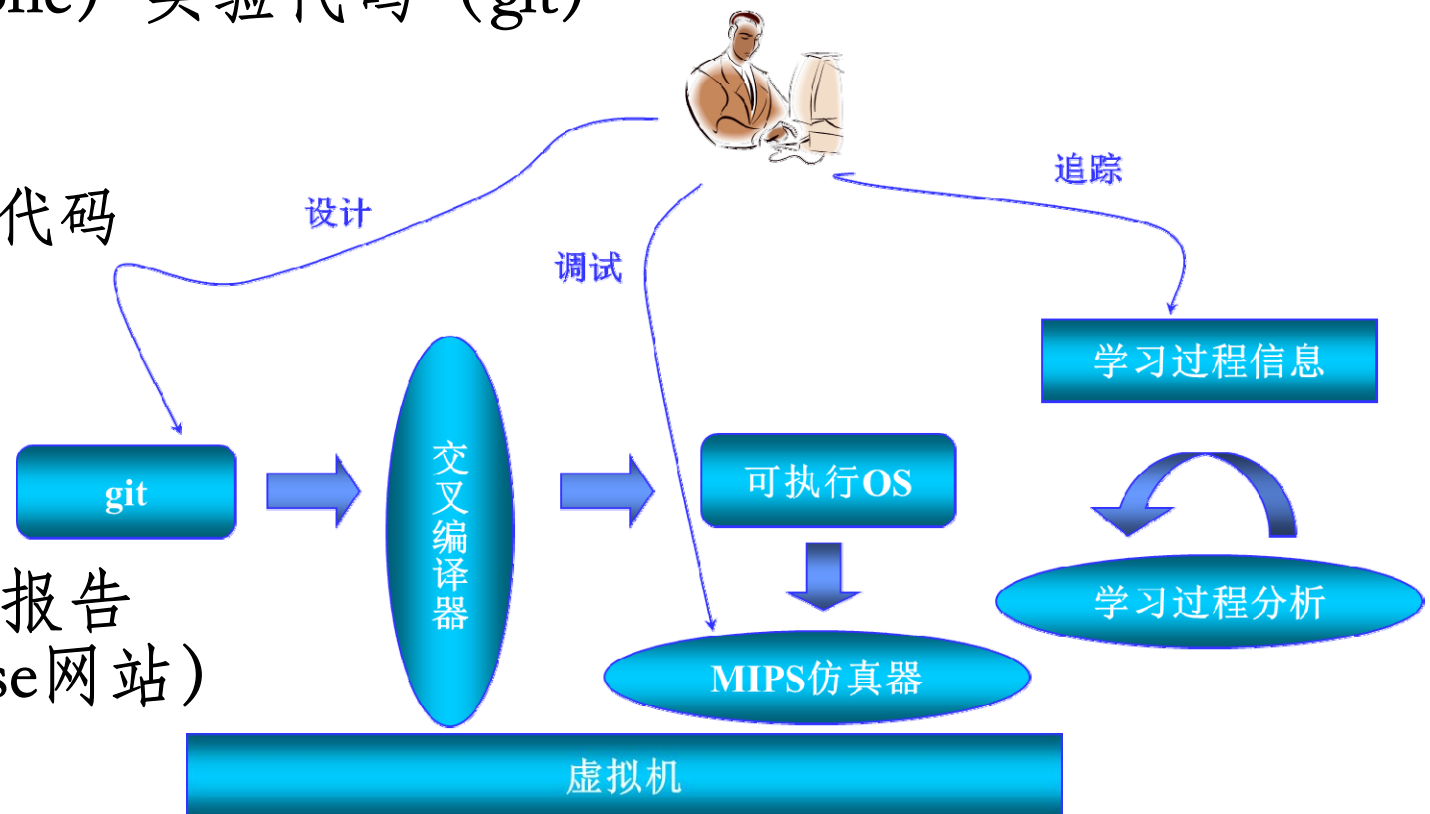 实验代码（git）
追踪
代码
设计
调试
学习过程信息
交叉编译器
git
可执行OS
报告
学习过程分析
网站）
MIPS仿真器
虚拟机